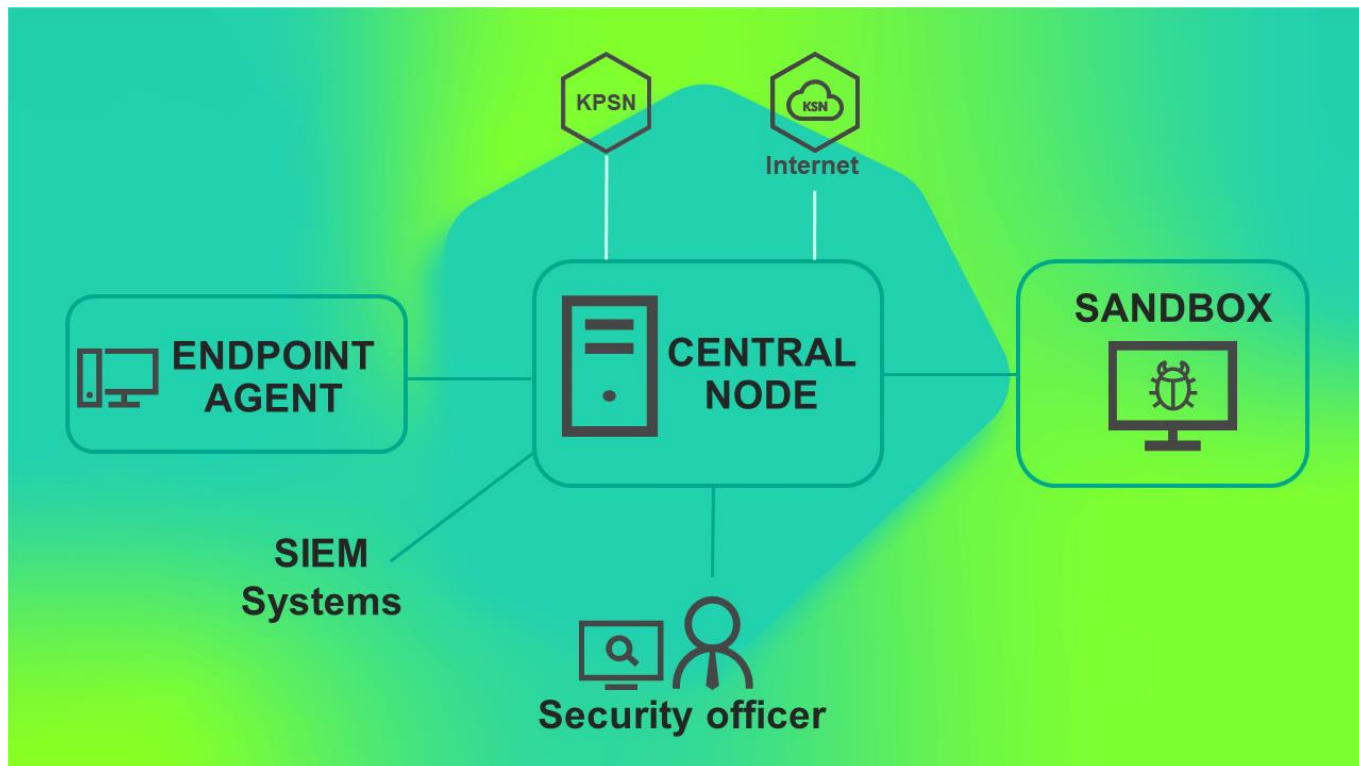 KPSN
KSN
Internet
ENDPOINT
AGENT
CENTRAL
NODE
SANDBOX
SIEM
Systems
Security officer